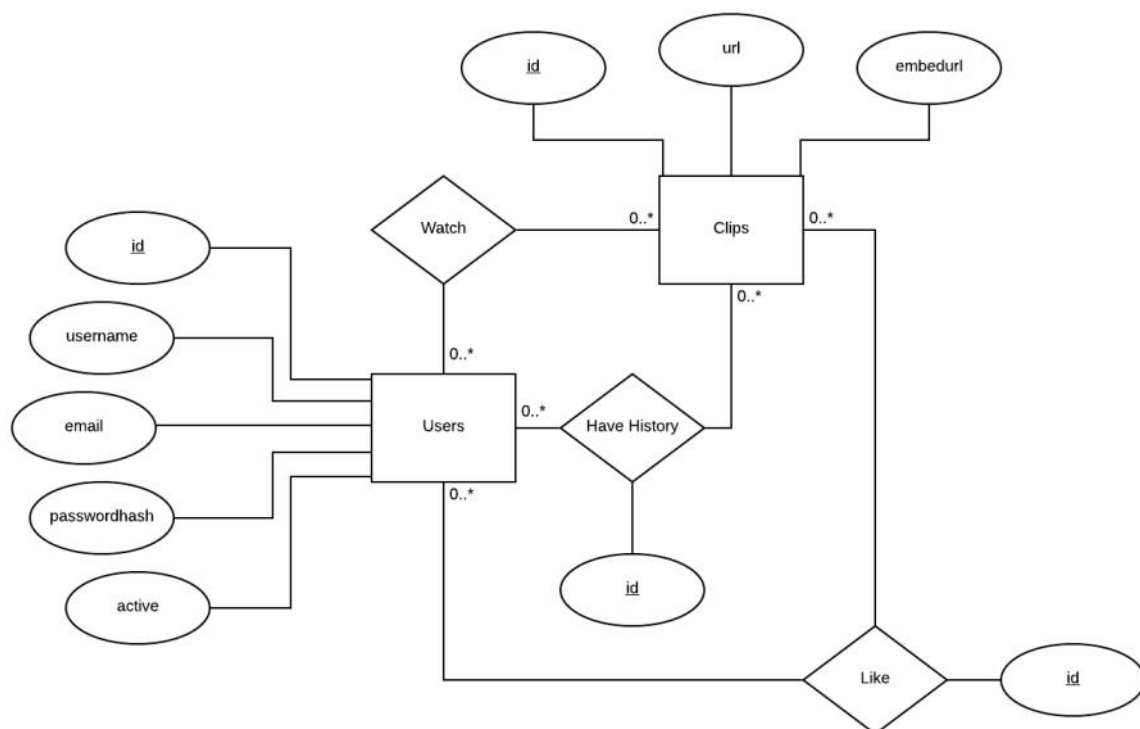 url
id
embedurl
0..*
0..*
Watch
Clips
id
0..*
username
0..*
0..*
email
Users
Have History
0..*
passwordhash
id
active
Like
id